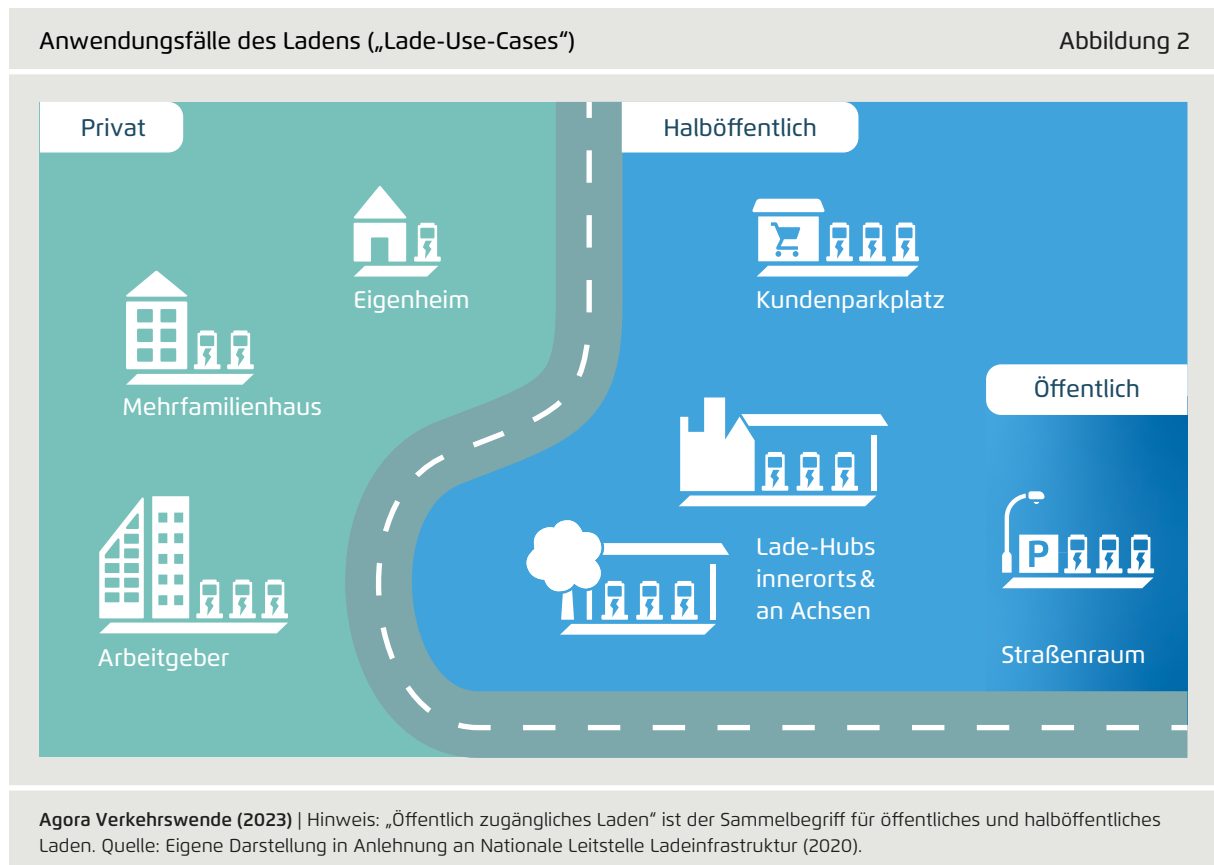 Anwendungsfälle des Ladens („Lade-Use-Cases“)
Abbildung 2
Privat
Halböffentlich
Eigenheim
Kundenparkplatz
Mehrfamilienhaus
Öffentlich
Arbeitgeber
Lade-Hubs
innerorts &
an Achsen
P
Straßenraum
Agora Verkehrswende (2023) | Hinweis: „Öffentlich zugängliches Laden“ ist der Sammelbegriff für öffentliches und halböffentliches
Laden. Quelle: Eigene Darstellung in Anlehnung an Nationale Leitstelle Ladeinfrastruktur (2020).